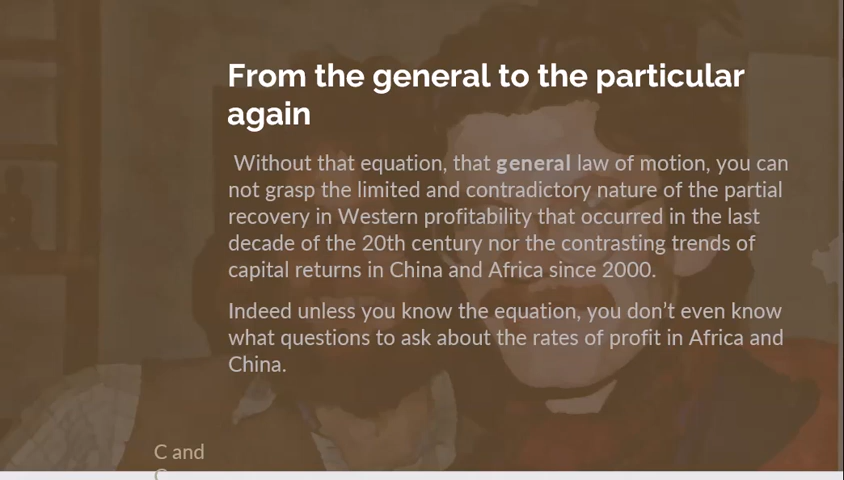 From the general to the particular
again
Without that equation, that general law of motion, you can
not grasp the limited and contradictory nature of the partial
recovery in Western profitability that occurred in the last
decade of the 20th century nor the contrasting trends of
capital returns in China and Africa since 2000.
Indeed unless you know the equation, you don’t even know
what questions to ask about the rates of profit in Africa and
China.
C and